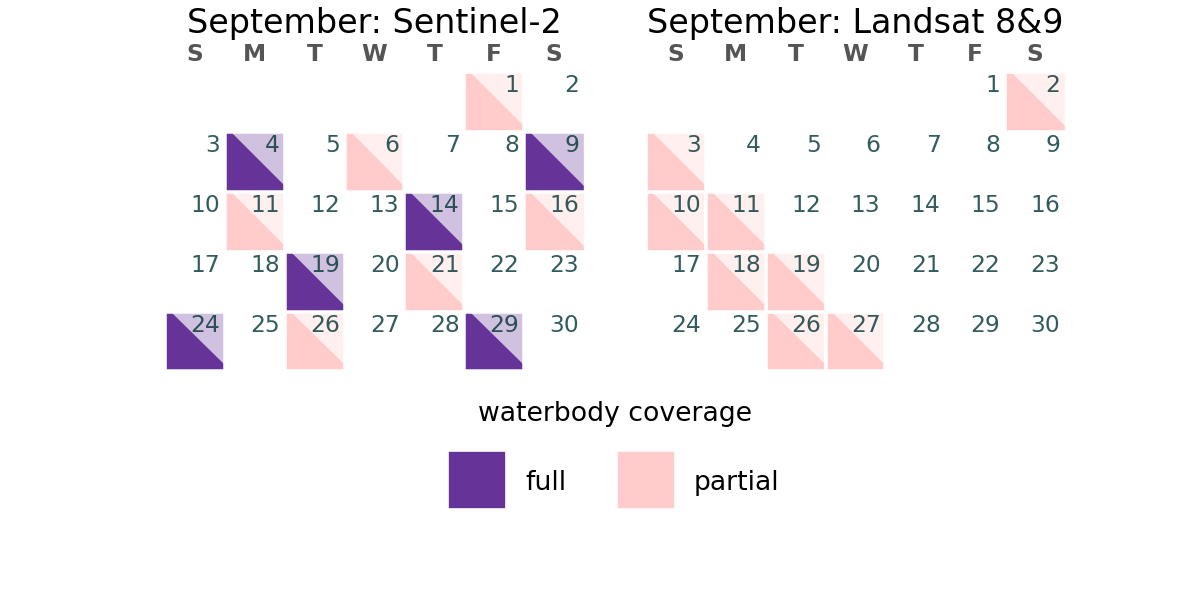 September: Sentinel-2
S M T W T F S
1 2
3 4 5 6 7 8 9
10 11 12 13 14 15 16
17 18 19 20 21 22 23
24 25 26 27 28 29 30
September: Landsat 8&9
S M T W T F S
1 2
3 4 5 6 7 8 9
10 11 12 13 14 15 16
17 18 19 20 21 22 23
24 25 26 27 28 29 30
waterbody coverage
full partial